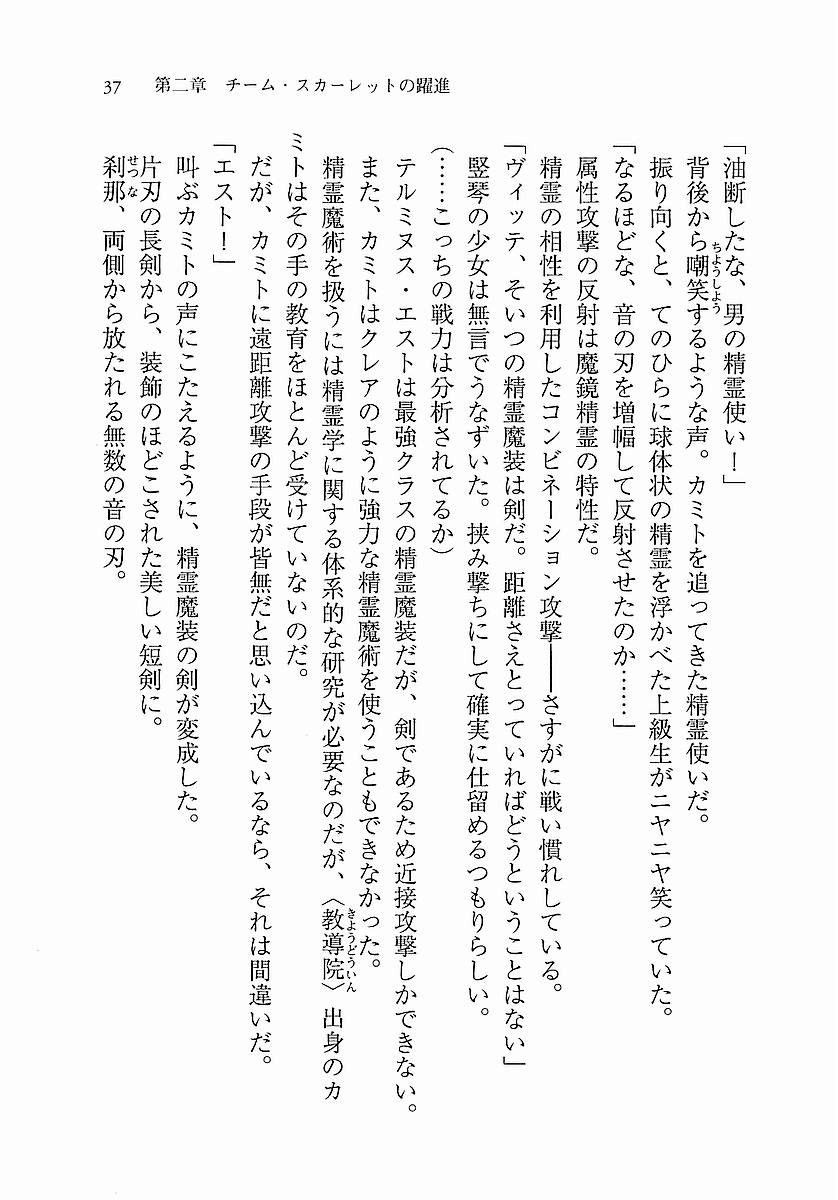 37　第二章　チーム・スカーレットの躍進
「油断したな、男の精霊使い！」
背後から嘲笑するような声。カミトを追ってきた精霊使いだ。
振り向くと、てのひらに球体状の精霊を浮かべた上級生がニヤニヤ笑っていた。
「なるほどな、音の刃を増幅して反射させたのか……」
属性攻撃の反射は魔鏡精霊の特性だ。
精霊の相性を利用したコンビネーション攻撃――さすがに戦い慣れしている。
「ヴィッテ、そいつの精霊魔装は剣だ。距離さえとっていればどうということはない」
竪琴の少女は無言でうなずいた。挟み撃ちにして確実に仕留めるつもりらしい。
（……こっちの戦力は分析されてるか）
テルミヌス・エストは最強クラスの精霊魔装だが、剣であるため近接攻撃しかできない。
また、カミトはクレアのように強力な精霊魔術を使うこともできなかった。
精霊魔術を扱うには精霊学に関する体系的な研究が必要なのだが、〈教導院〉出身のカ
ミトはその手の教育をほとんど受けていないのだ。
だが、カミトに遠距離攻撃の手段が皆無だと思い込んでいるなら、それは間違いだ。
「エスト！」
叫ぶカミトの声にこたえるように、精霊魔装の剣が変成した。
片刃の長剣から、装飾のほどこされた美しい短剣に。
刹那、両側から放たれる無数の音の刃。